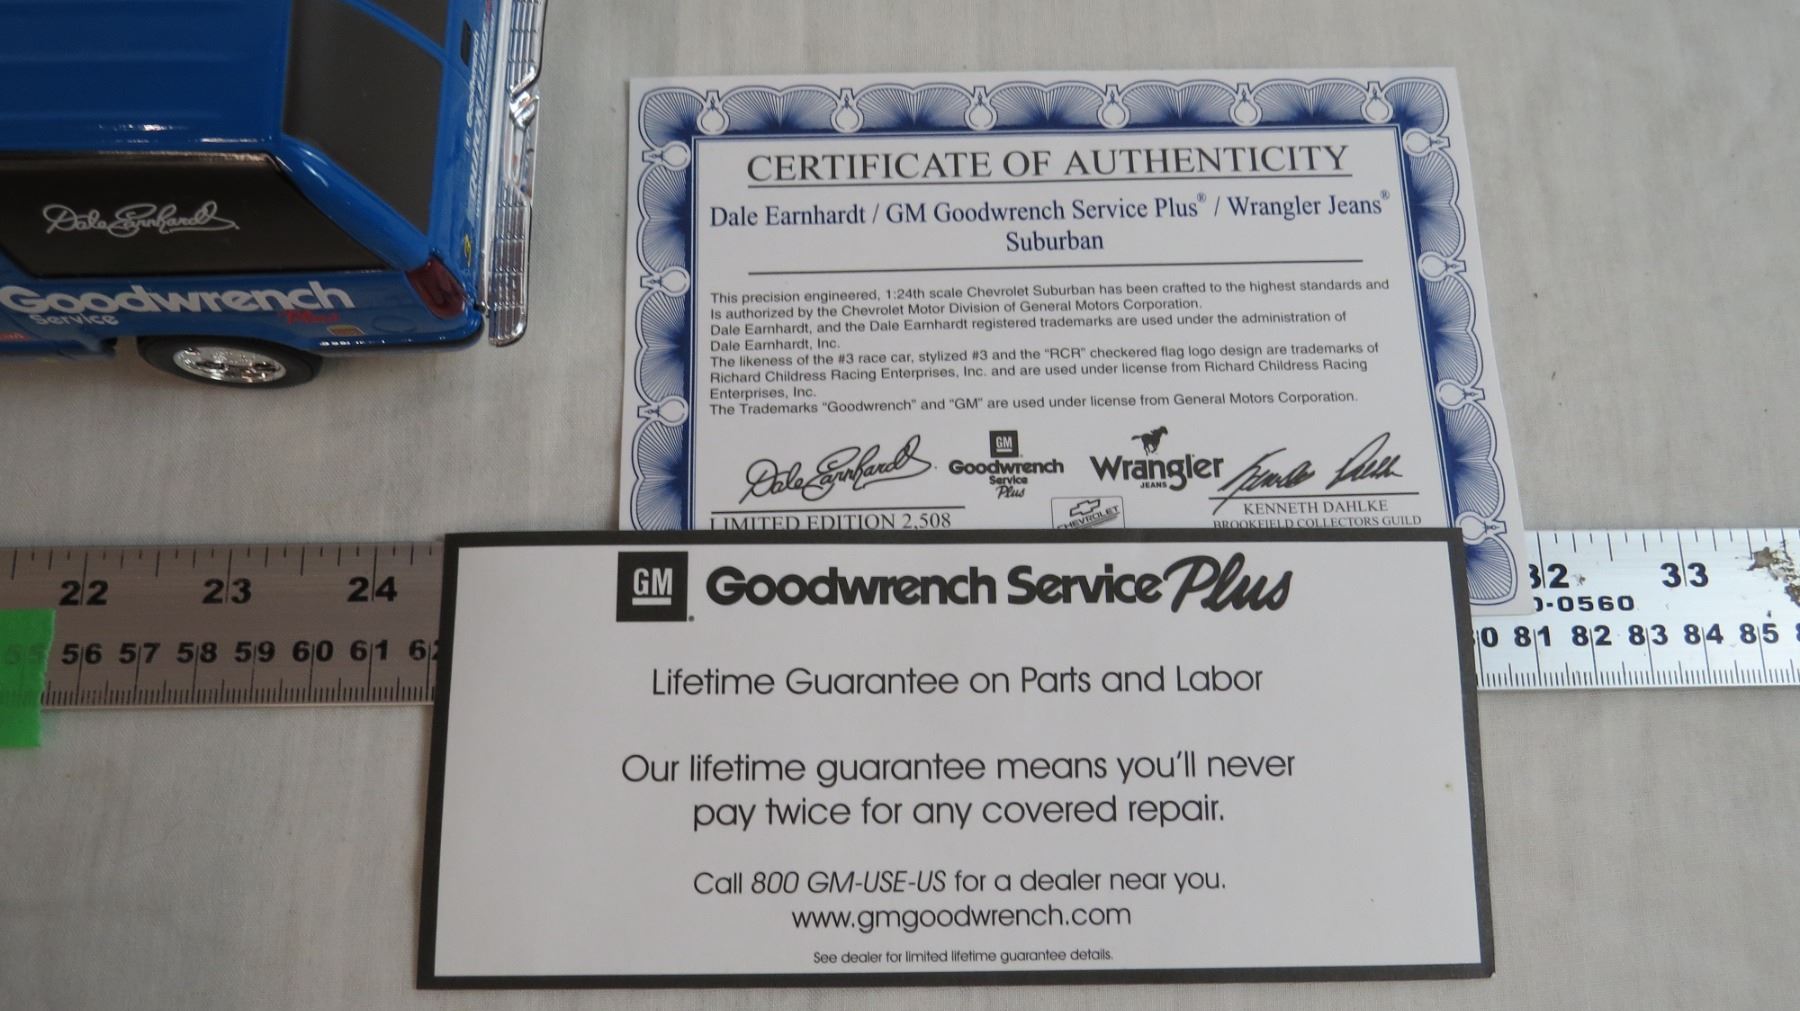 Dale Earnhardt
Goodwrench
Service Plus
CERTIFICATE OF AUTHENTICITY
Dale Earnhardt / GM Goodwrench Service Plus® / Wrangler Jeans®
Suburban
This precision engineered, 1:24th scale Chevrolet Suburban has been crafted to the highest standards and
Is authorized by the Chevrolet Motor Division of General Motors Corporation.
Dale Earnhardt, and the Dale Earnhardt registered trademarks are used under the administration of
Dale Earnhardt, Inc.
The likeness of the #3 race car, stylized #3 and the "RCR" checkered flag logo design are trademarks of
Richard Childress Racing Enterprises, Inc. and are used under license from Richard Childress Racing
Enterprises, Inc.
The Trademarks "Goodwrench" and "GM" are used under license from General Motors Corporation.
Dale Earnhardt
GM
Goodwrench
Service
Plus
Wrangler
JEANS
LIMITED EDITION 2,508
CHEVROLET
KENNETH DAHLKE
BROOKFIELD COLLECTORS GUILD
22 23 24
56 57 58 59 60 61
32 33
-0560
81 82 83 84 85
GM Goodwrench Service Plus
Lifetime Guarantee on Parts and Labor
Our lifetime guarantee means you'll never
pay twice for any covered repair.
Call 800 GM-USE-US for a dealer near you.
www.gmgoodwrench.com
See dealer for limited lifetime guarantee details.